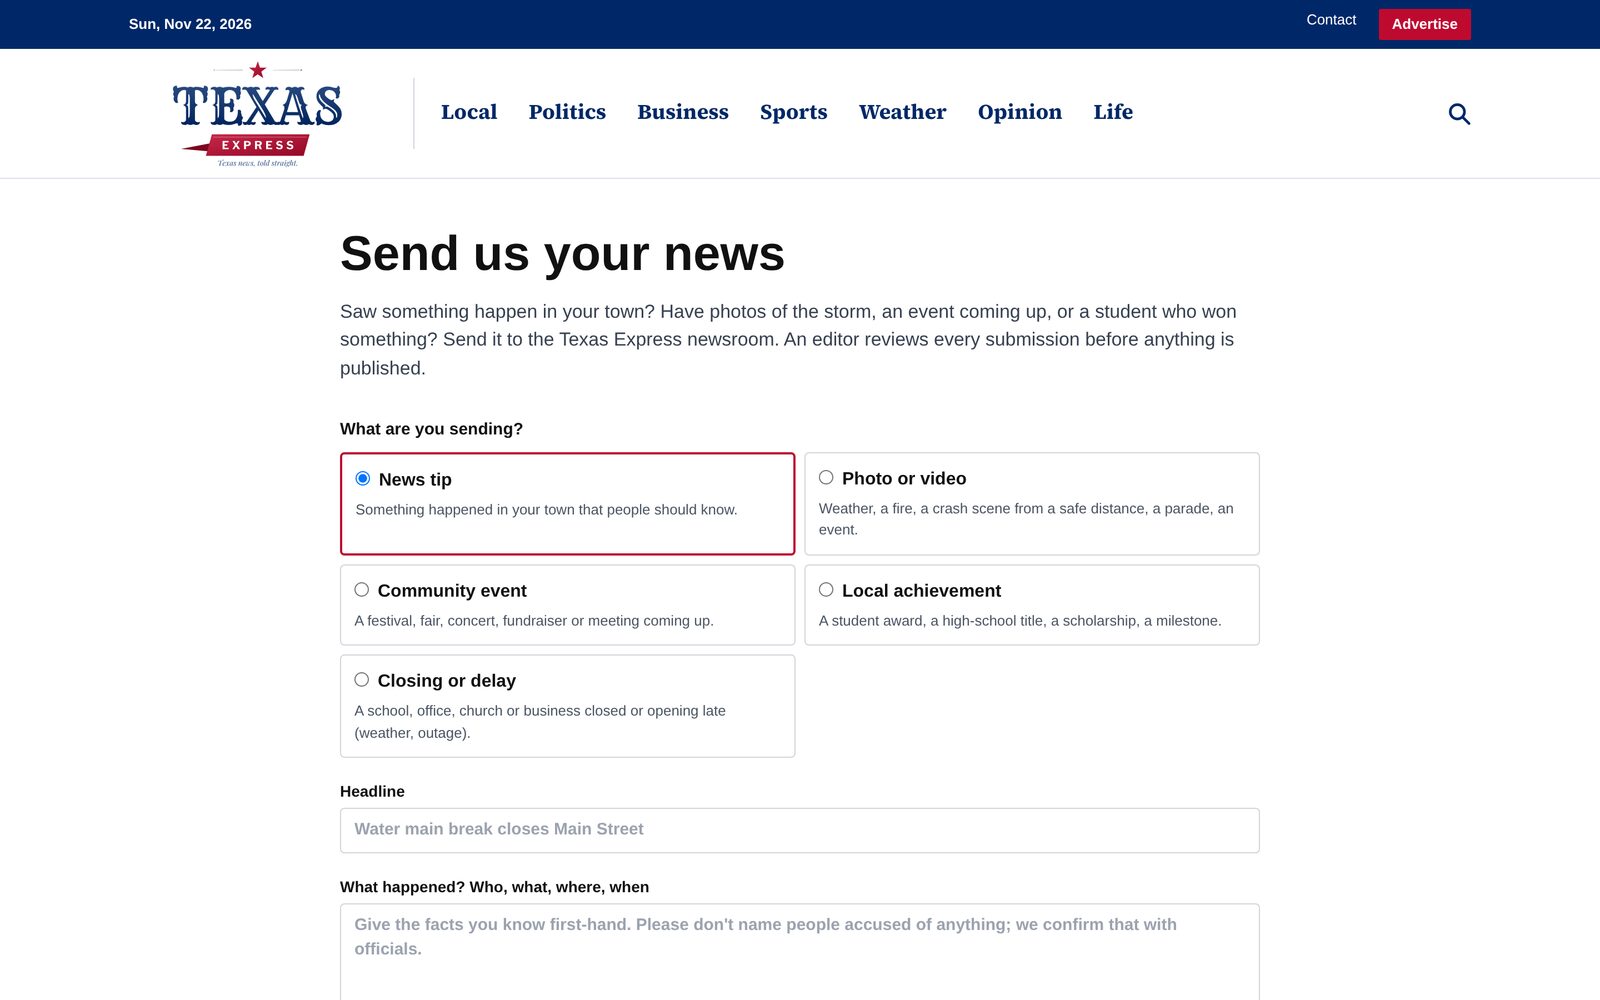 Sun, Nov 22, 2026
Contact
Advertise
TEXAS
EXPRESS
Texas news, told straight.
Local
Politics
Business
Sports
Weather
Opinion
Life
Send us your news
Saw something happen in your town? Have photos of the storm, an event coming up, or a student who won
something? Send it to the Texas Express newsroom. An editor reviews every submission before anything is
published.
What are you sending?
News tip
Something happened in your town that people should know.
Photo or video
Weather, a fire, a crash scene from a safe distance, a parade, an
event.
Community event
A festival, fair, concert, fundraiser or meeting coming up.
Local achievement
A student award, a high-school title, a scholarship, a milestone.
Closing or delay
A school, office, church or business closed or opening late
(weather, outage).
Headline
Water main break closes Main Street
What happened? Who, what, where, when
Give the facts you know first-hand. Please don't name people accused of anything; we confirm that with
officials.